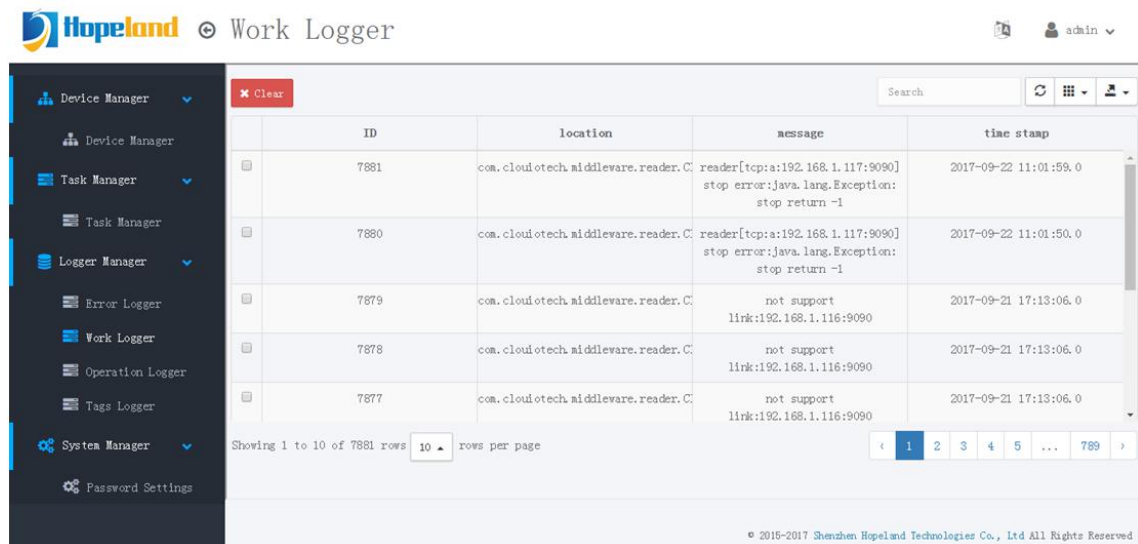 Hopeland Work Logger admin
Device Manager
Device Manager
Task Manager
Task Manager
Logger Manager
Error Logger
Work Logger
Operation Logger
Tags Logger
System Manager
Password Settings
Clear Search
ID location message time stamp
7881 com.clouiotech.middleware.reader.C reader[tcp:a:192.168.1.117:9090] 2017-09-22 11:01:59.0
stop error:java.lang.Exception:
stop return -1
7880 com.clouiotech.middleware.reader.C reader[tcp:a:192.168.1.117:9090] 2017-09-22 11:01:50.0
stop error:java.lang.Exception:
stop return -1
7879 com.clouiotech.middleware.reader.C not support 2017-09-21 17:13:06.0
link:192.168.1.116:9090
7878 com.clouiotech.middleware.reader.C not support 2017-09-21 17:13:06.0
link:192.168.1.116:9090
7877 com.clouiotech.middleware.reader.C not support 2017-09-21 17:13:06.0
link:192.168.1.116:9090
Showing 1 to 10 of 7881 rows 10 rows per page ‹ 1 2 3 4 5 ... 789 ›
© 2015-2017 Shenzhen Hopeland Technologies Co., Ltd All Rights Reserved